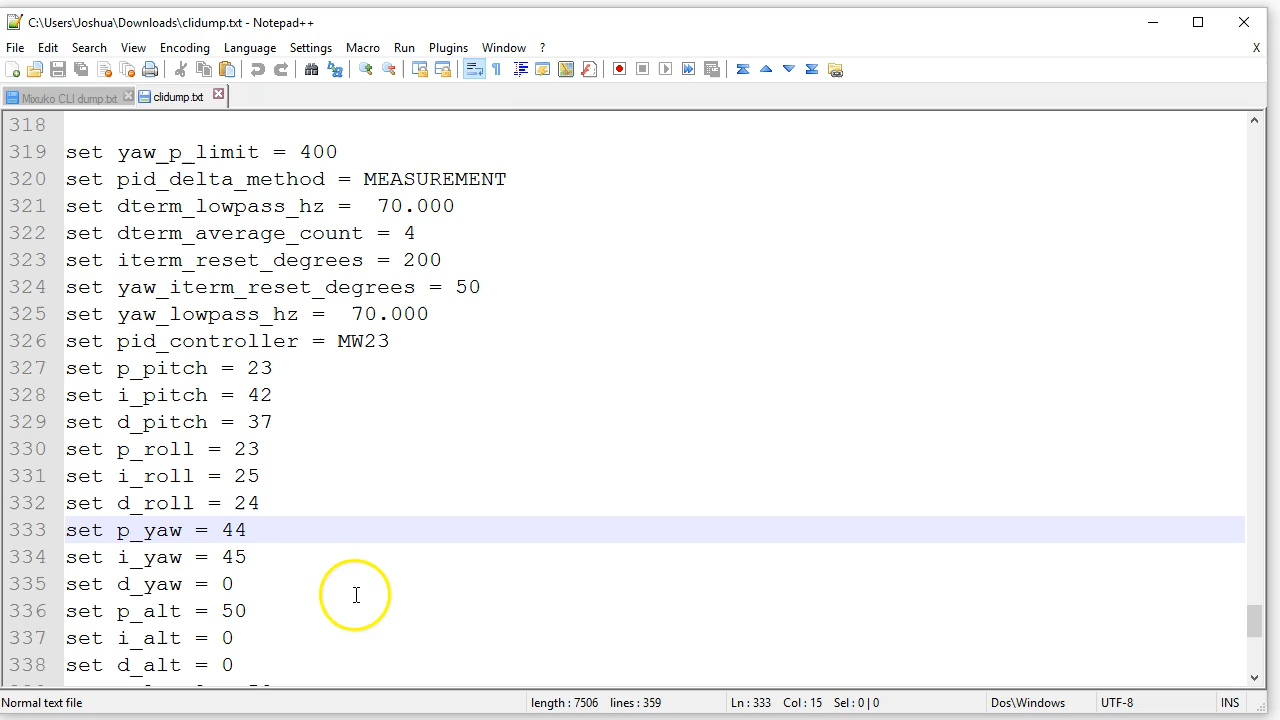 C:\Users\Joshua\Downloads\clidump.txt - Notepad++
File Edit Search View Encoding Language Settings Macro Run Plugins Window ? X
Mixuko CLI dump.txt clidump.txt
318
319 set yaw_p_limit = 400
320 set pid_delta_method = MEASUREMENT
321 set dterm_lowpass_hz =  70.000
322 set dterm_average_count = 4
323 set iterm_reset_degrees = 200
324 set yaw_iterm_reset_degrees = 50
325 set yaw_lowpass_hz =  70.000
326 set pid_controller = MW23
327 set p_pitch = 23
328 set i_pitch = 42
329 set d_pitch = 37
330 set p_roll = 23
331 set i_roll = 25
332 set d_roll = 24
333 set p_yaw = 44
334 set i_yaw = 45
335 set d_yaw = 0
336 set p_alt = 50
337 set i_alt = 0
338 set d_alt = 0
Normal text file length : 7506 lines : 359 Ln : 333 Col : 15 Sel : 0 | 0 Dos\Windows UTF-8 INS